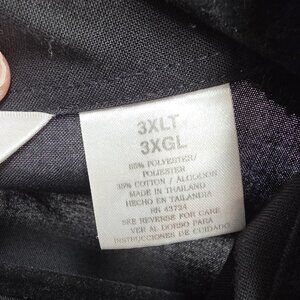 3XLT
3XGL
65% POLYESTER/
POLIESTER
35% COTTON / ALGODON
MADE IN THAILAND
HECHO EN TAILANDIA
RN 43724
SEE REVERSE FOR CARE
VER AL DORSO PARA
INSTRUCCIONES DE CUIDADO